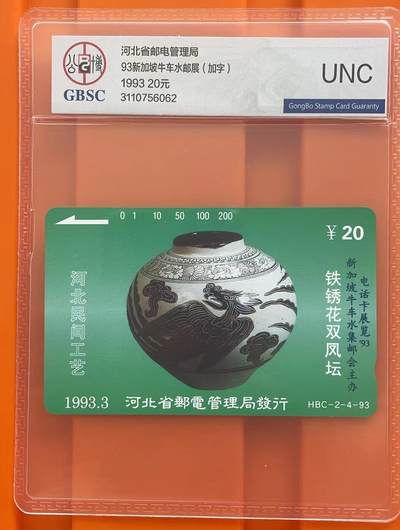 公博
GBSC
河北省邮电管理局
93新加坡牛车水邮展(加字)
1993 20元
3110756062
UNC
GongBo Stamp Card Guaranty
0 1 10 50 100 200
¥20
河北民间工艺
铁锈花双凤坛
电话卡展览'93
新加坡牛车水集邮会主办
1993.3 河北省郵電管理局發行
HBC-2-4-93